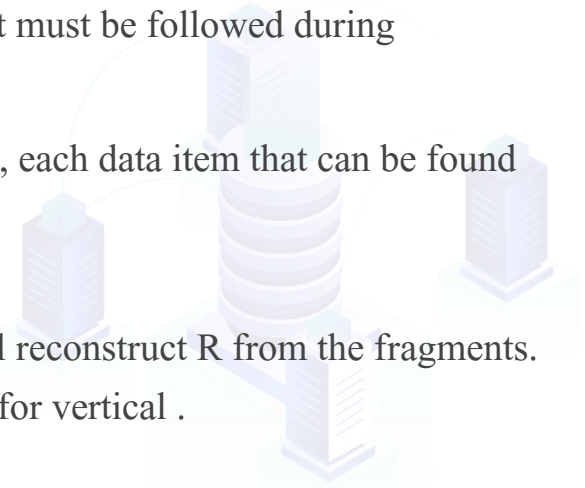 t must be followed during
, each data item that can be found
l reconstruct R from the fragments.
for vertical .